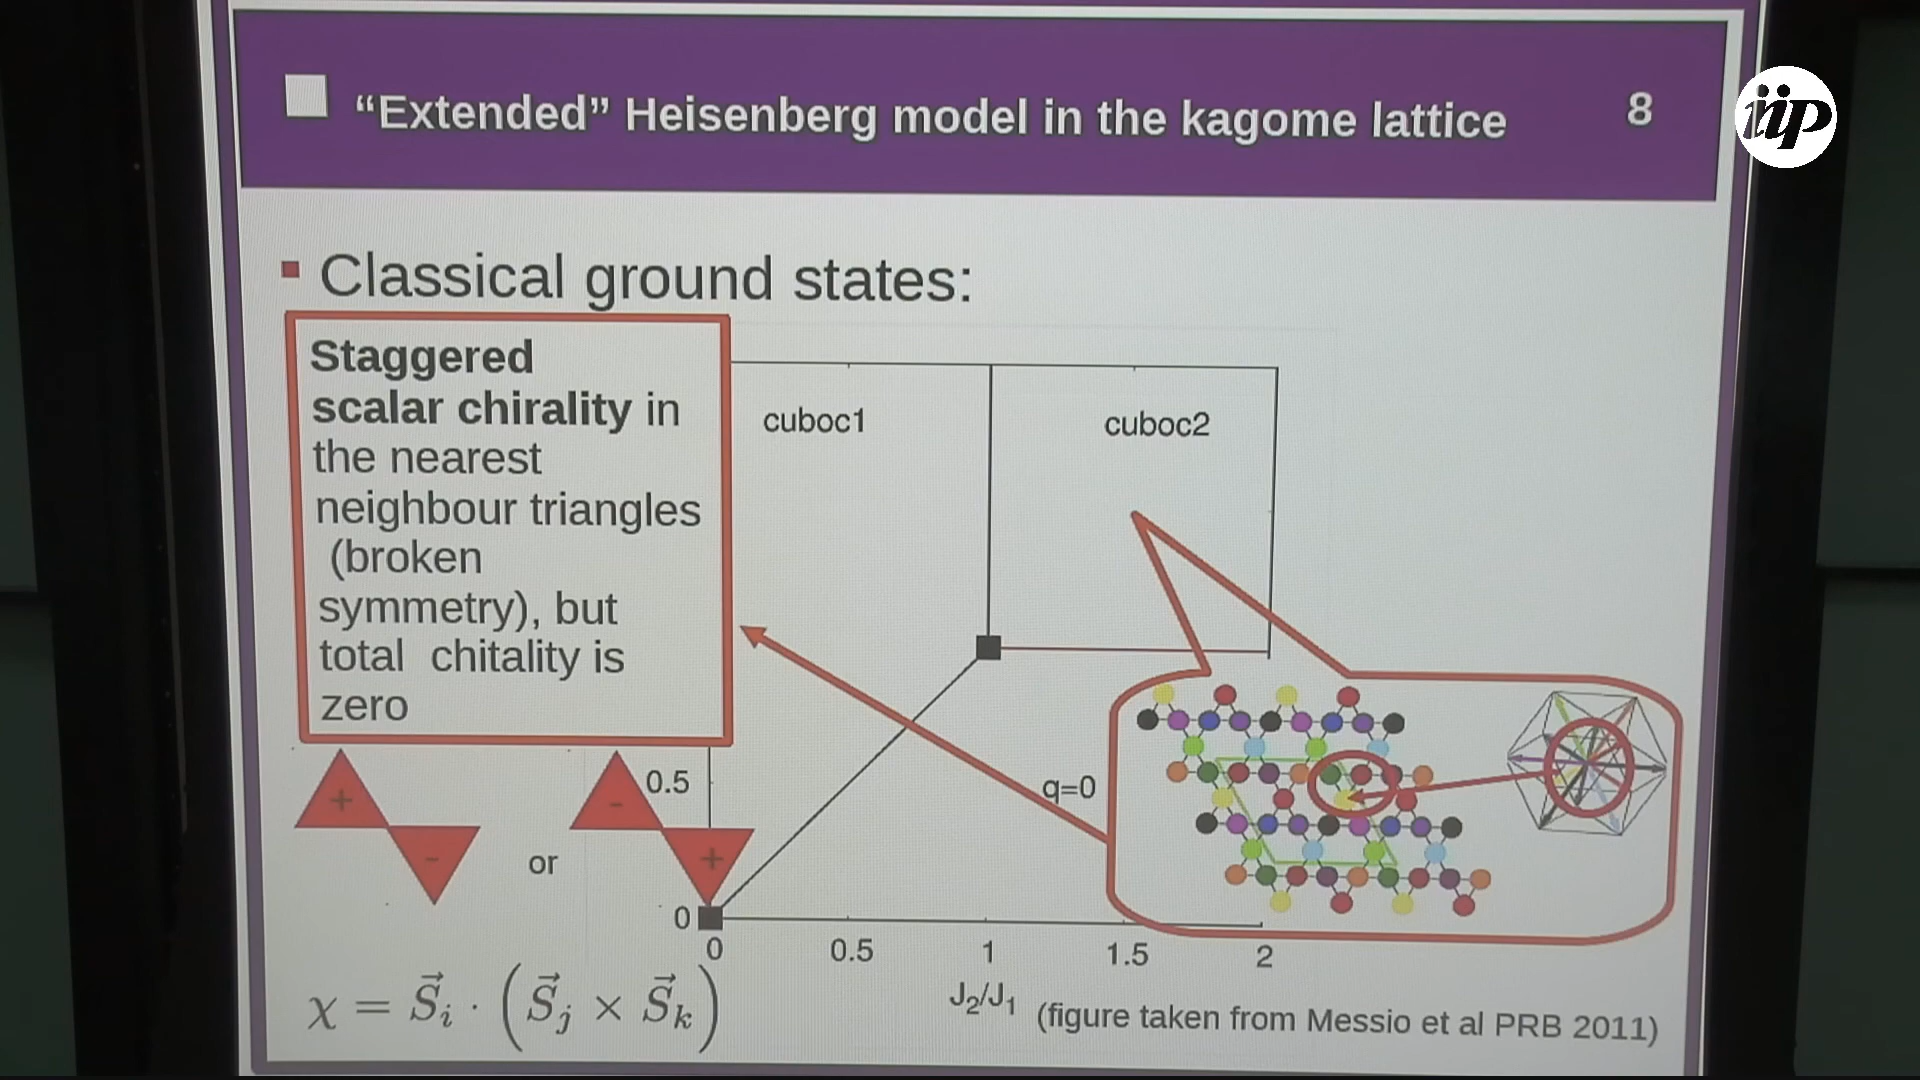 "Extended" Heisenberg model in the kagome lattice
8
iip
Classical ground states:
Staggered
scalar chirality in
the nearest
neighbour triangles
(broken
symmetry), but
total chitality is
zero
cuboc1
cuboc2
q=0
+
-
or
-
+
0.5
0
0
0.5
1
1.5
2
J₂/J₁
(figure taken from Messio et al PRB 2011)
χ = S⃗ᵢ · (S⃗ⱼ × S⃗ₖ)